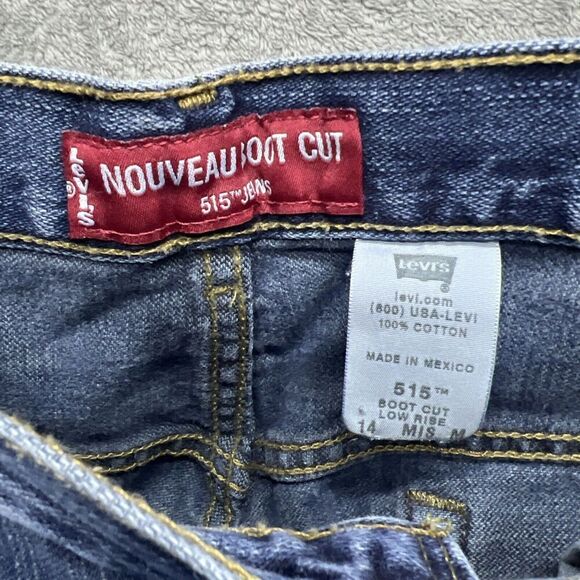 LEVI'S ®
NOUVEAU BOOT CUT
515™ JEANS
LEVI'S ®
levi.com
(800) USA-LEVI
100% COTTON
MADE IN MEXICO
515™
BOOT CUT
LOW RISE
14 MIS M